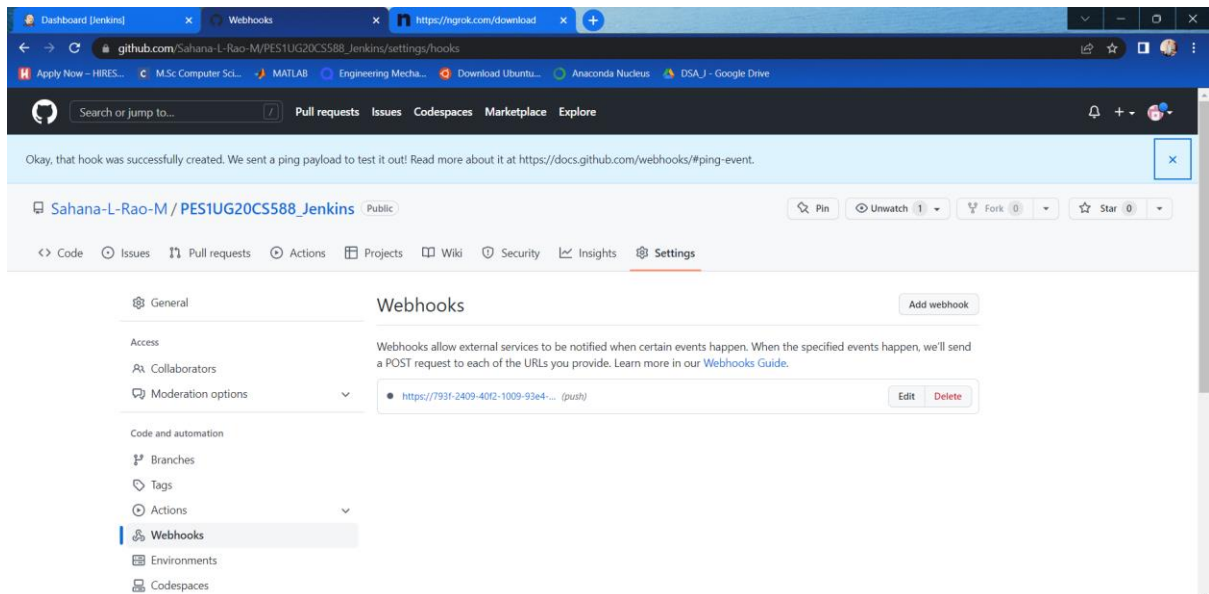 Dashboard [Jenkins]
Webhooks
https://ngrok.com/download
github.com/Sahana-L-Rao-M/PES1UG20CS588_Jenkins/settings/hooks
Apply Now – HIRES...
M.Sc Computer Sci...
MATLAB
Engineering Mecha...
Download Ubuntu...
Anaconda Nucleus
DSA_J - Google Drive
Search or jump to...
/
Pull requests
Issues
Codespaces
Marketplace
Explore
Okay, that hook was successfully created. We sent a ping payload to test it out! Read more about it at https://docs.github.com/webhooks/#ping-event.
Sahana-L-Rao-M / PES1UG20CS588_Jenkins Public
Pin
Unwatch 1
Fork 0
Star 0
Code
Issues
Pull requests
Actions
Projects
Wiki
Security
Insights
Settings
General
Access
Collaborators
Moderation options
Code and automation
Branches
Tags
Actions
Webhooks
Environments
Codespaces
Webhooks
Add webhook
Webhooks allow external services to be notified when certain events happen. When the specified events happen, we'll send
a POST request to each of the URLs you provide. Learn more in our Webhooks Guide.
https://793f-2409-40f2-1009-93e4-... (push)
Edit
Delete